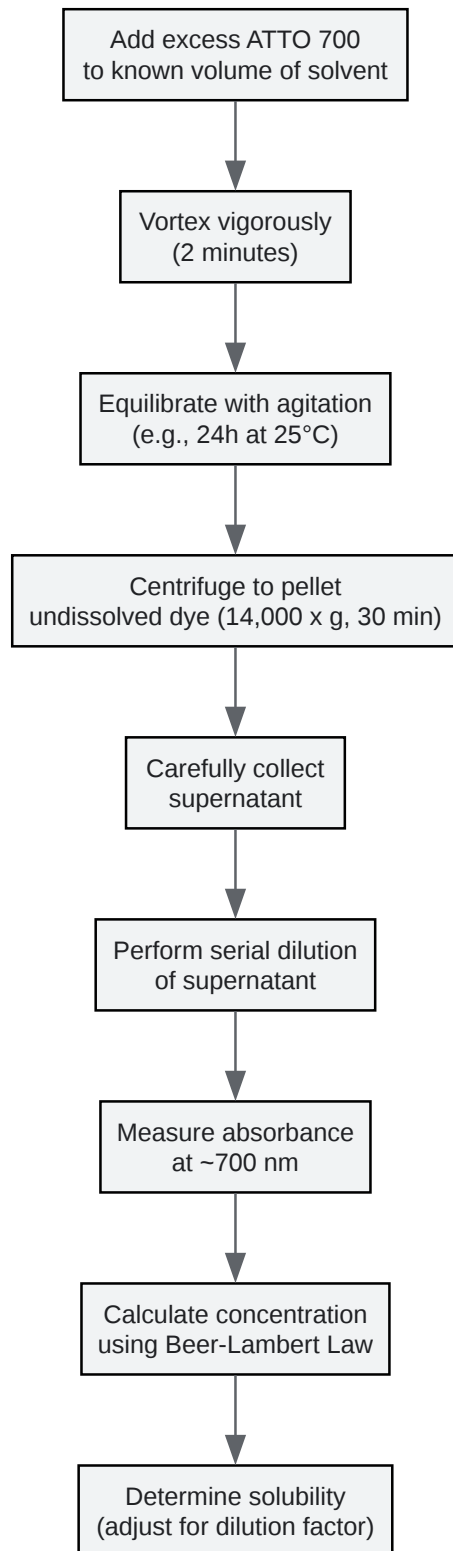 Add excess ATTO 700
to known volume of solvent
Vortex vigorously
(2 minutes)
Equilibrate with agitation
(e.g., 24h at 25°C)
Centrifuge to pellet
undissolved dye (14,000 x g, 30 min)
Carefully collect
supernatant
Perform serial dilution
of supernatant
Measure absorbance
at ~700 nm
Calculate concentration
using Beer-Lambert Law
Determine solubility
(adjust for dilution factor)